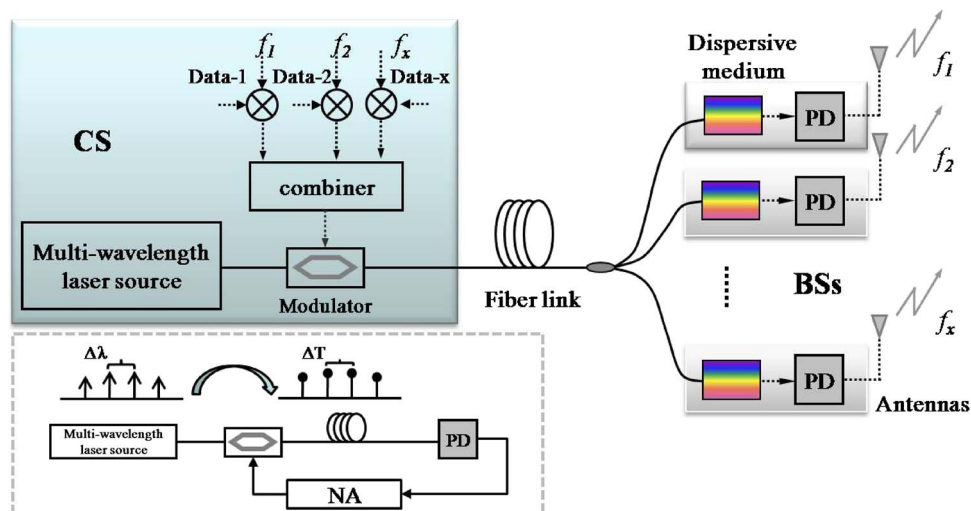 f1 f2 fx
Data-1 Data-2 Data-x
CS
combiner
Multi-wavelength
laser source
Modulator
Fiber link
Dispersive
medium
PD
f1
PD
f2
BSs
PD
fx
Antennas
Δλ
ΔT
Multi-wavelength
laser source
PD
NA